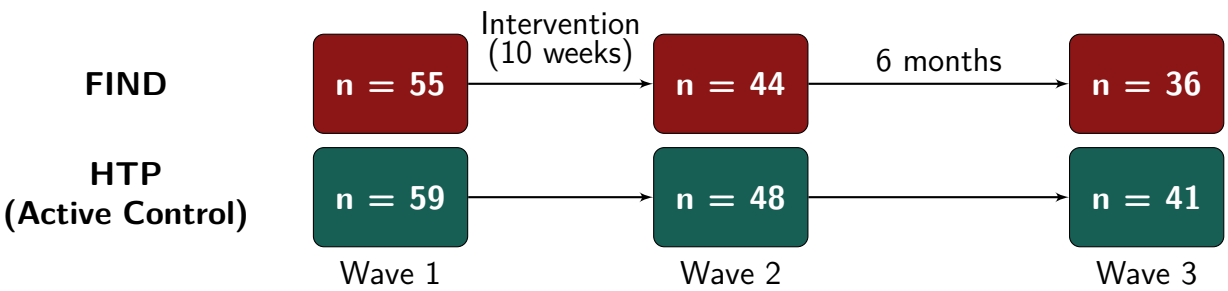 Intervention
(10 weeks)
6 months
FIND
n = 55
n = 44
n = 36
HTP
(Active Control)
n = 59
n = 48
n = 41
Wave 1
Wave 2
Wave 3